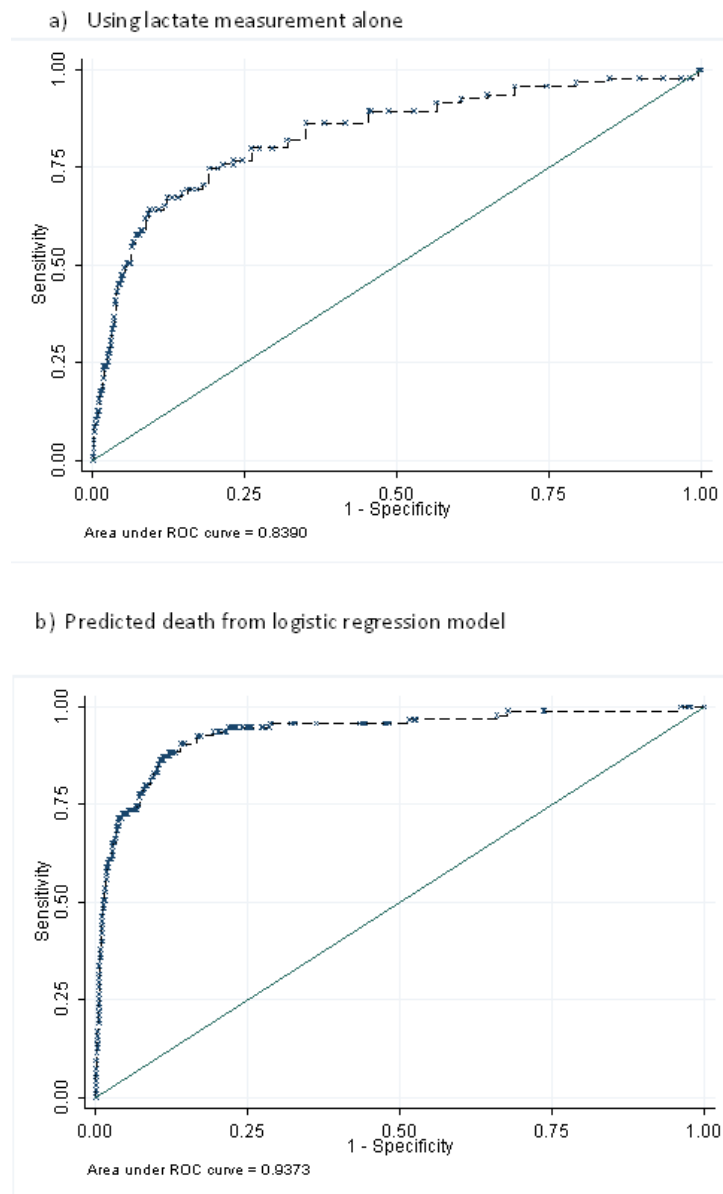 a) Using lactate measurement alone
1.00
0.75
0.50
0.25
0.00
Sensitivity
0.00 0.25 0.50 0.75 1.00
1 - Specificity
Area under ROC curve = 0.8390
b) Predicted death from logistic regression model
1.00
0.75
0.50
0.25
0.00
Sensitivity
0.00 0.25 0.50 0.75 1.00
1 - Specificity
Area under ROC curve = 0.9373